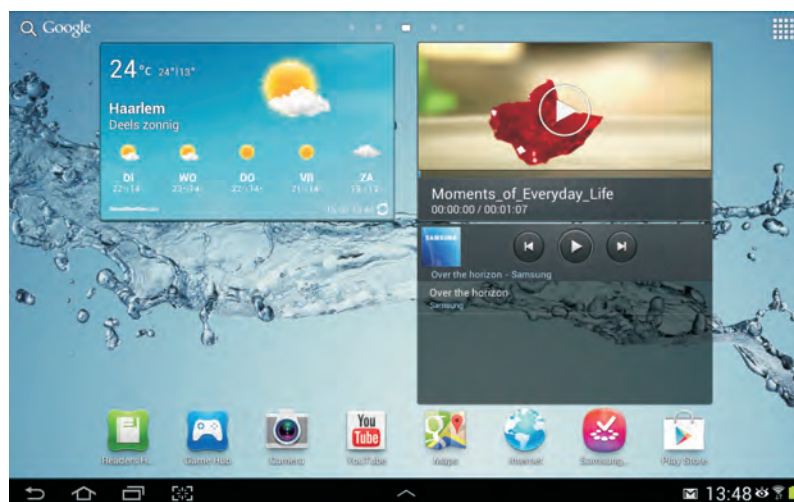 Google
24°C 24°|13°
Haarlem
Deels zonnig
DI WO DO VR ZA
Moments_of_Everyday_Life
00:00:00 / 00:01:07
SAMSUNG
Over the horizon - Samsung
Over the horizon
Samsung
You
Tube
Readers H... Game Hub Camera YouTube Maps Internet Samsung... Play Store
13:48